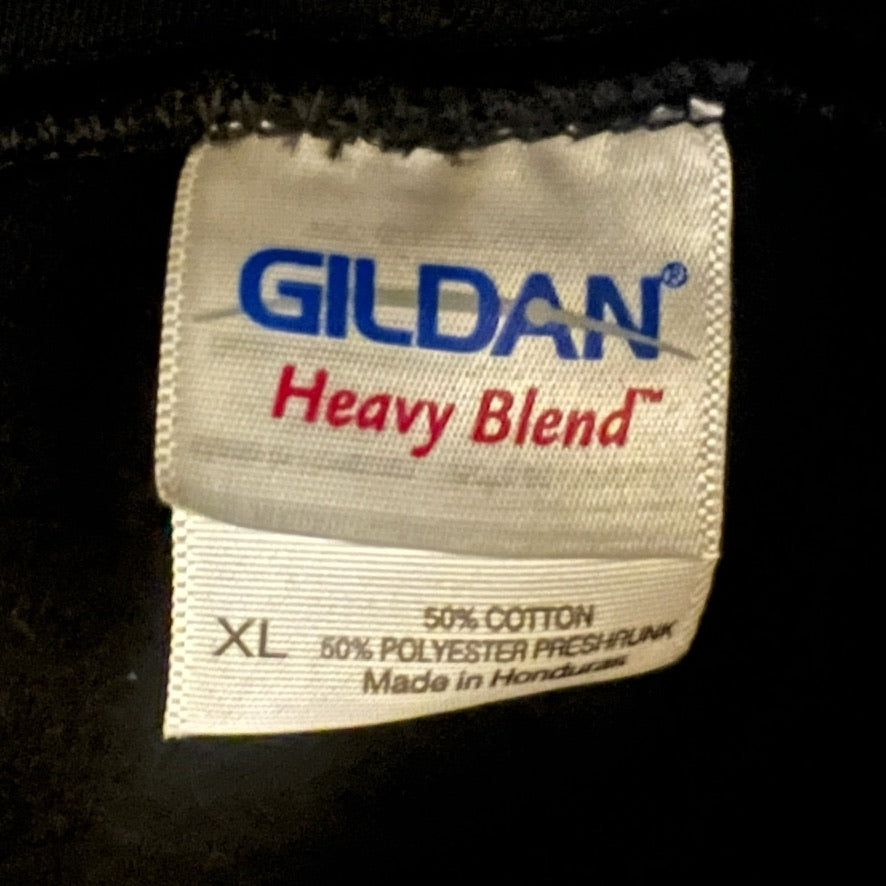 GILDAN®
Heavy Blend™
XL
50% COTTON
50% POLYESTER PRESHRUNK
Made in Honduras